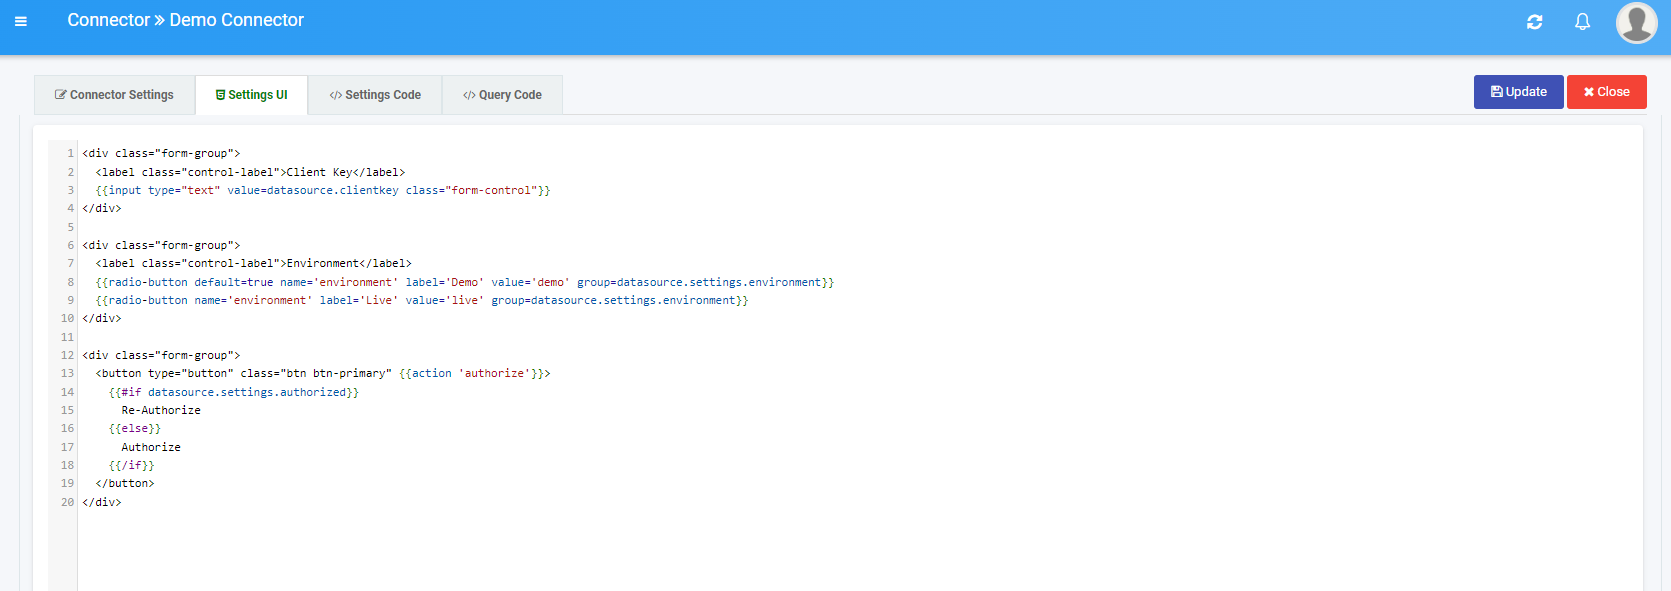 Connector » Demo Connector
Connector Settings
Settings UI
</> Settings Code
</> Query Code
Update
Close
1 <div class="form-group">
2   <label class="control-label">Client Key</label>
3   {{input type="text" value=datasource.clientkey class="form-control"}}
4 </div>
5
6 <div class="form-group">
7   <label class="control-label">Environment</label>
8   {{radio-button default=true name='environment' label='Demo' value='demo' group=datasource.settings.environment}}
9   {{radio-button name='environment' label='Live' value='live' group=datasource.settings.environment}}
10 </div>
11
12 <div class="form-group">
13   <button type="button" class="btn btn-primary" {{action 'authorize'}}>
14     {{#if datasource.settings.authorized}}
15       Re-Authorize
16     {{else}}
17       Authorize
18     {{/if}}
19   </button>
20 </div>